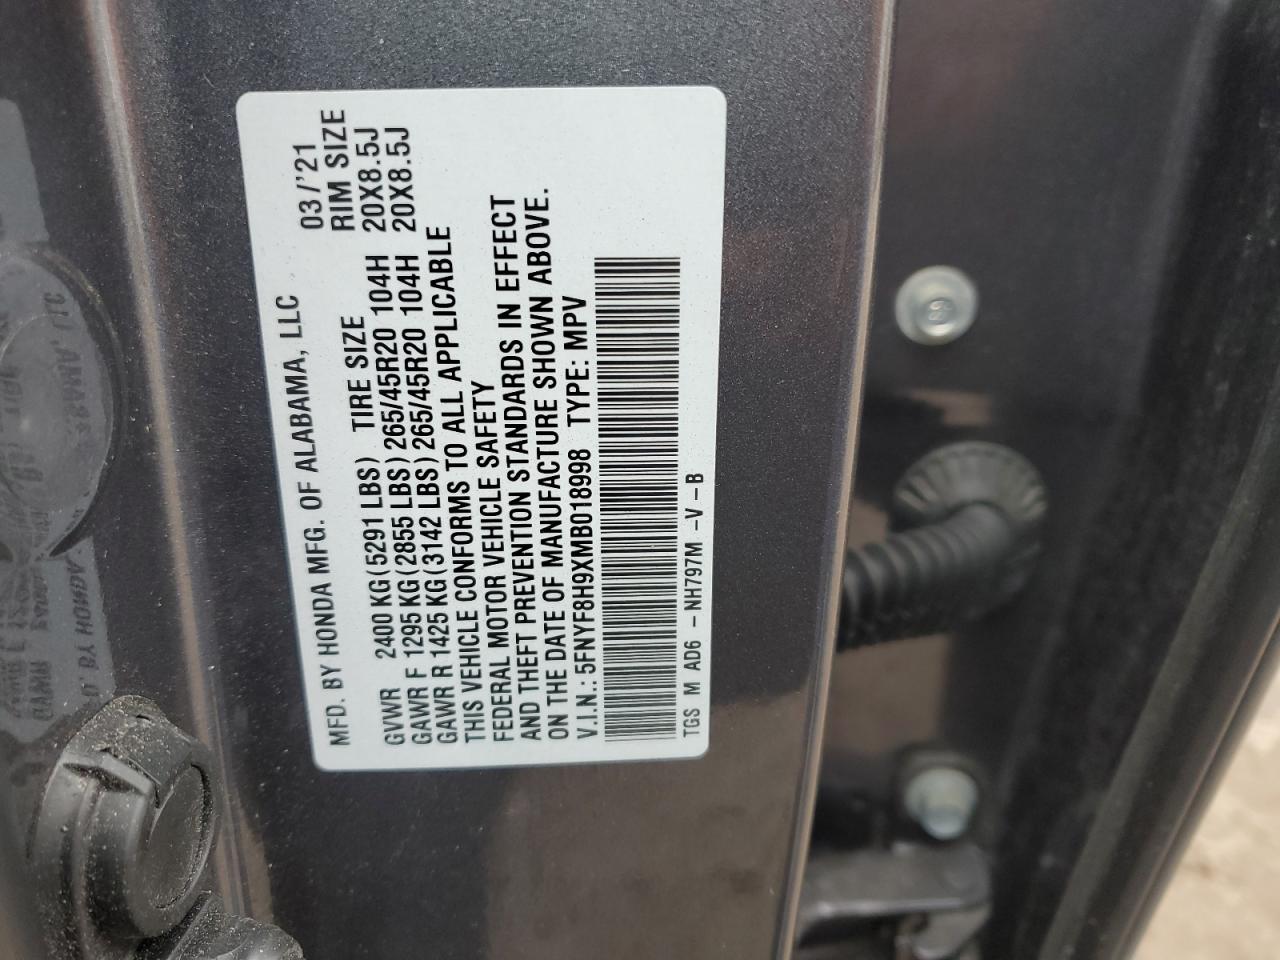 MFD. BY HONDA MFG. OF ALABAMA, LLC 03/'21
GVWR 2400 KG(5291 LBS) TIRE SIZE RIM SIZE
GAWR F 1295 KG(2855 LBS) 265/45R20 104H 20X8.5J
GAWR R 1425 KG(3142 LBS) 265/45R20 104H 20X8.5J
THIS VEHICLE CONFORMS TO ALL APPLICABLE
FEDERAL MOTOR VEHICLE SAFETY
AND THEFT PREVENTION STANDARDS IN EFFECT
ON THE DATE OF MANUFACTURE SHOWN ABOVE.
V.I.N.: 5FNYF8H9XMB018998 TYPE: MPV
TGS M AD6 -NH797M -V -B